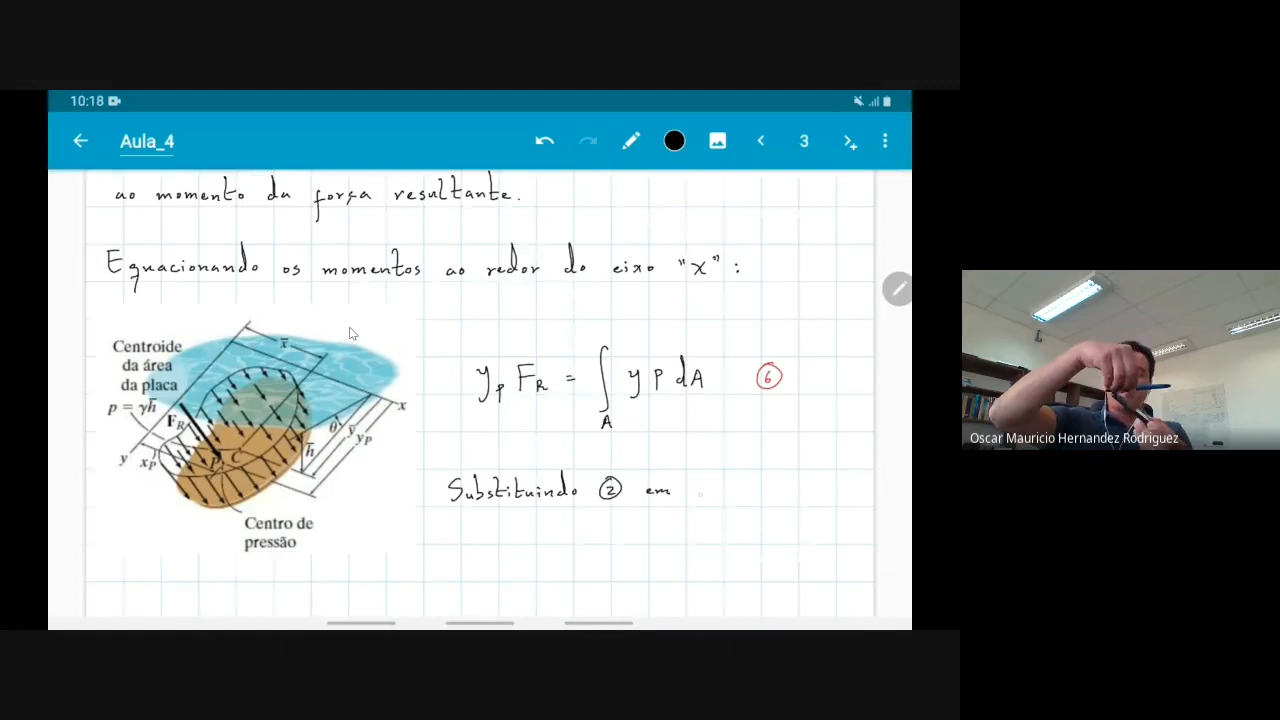 10:18
Aula_4
3
ao momento da força resultante.
Equacionando os momentos ao redor do eixo "x" :
Centroide
da área
da placa
p = γh̅
F_R
x̅
x
θ
y̅
y_P
h̅
y
x_P
P
C
Centro de
pressão
y_p F_R = ∫_A y P dA ⑥
Substituindo ② em
Oscar Mauricio Hernandez Rodriguez